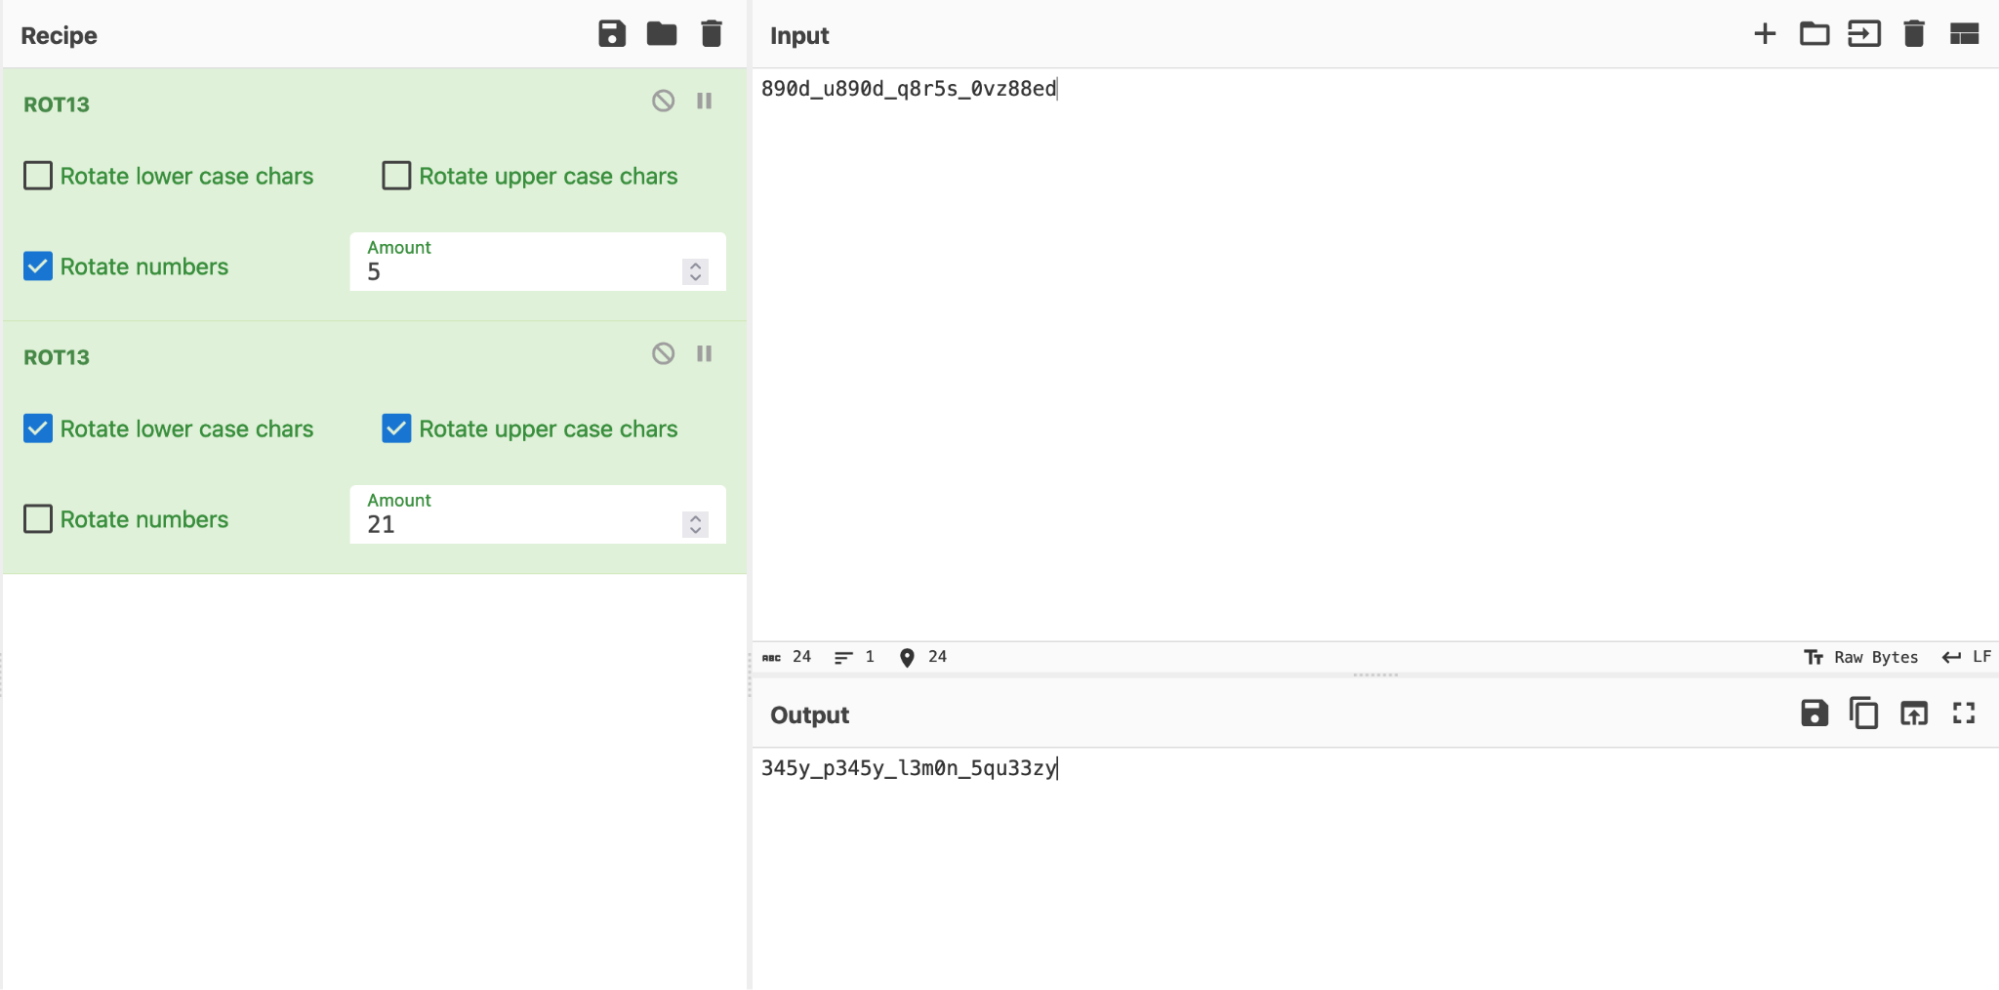 Recipe
ROT13
Rotate lower case chars
Rotate upper case chars
Rotate numbers
Amount
5
ROT13
Rotate lower case chars
Rotate upper case chars
Rotate numbers
Amount
21
Input
890d_u890d_q8r5s_0vz88ed
ABC 24 1 24
Tт Raw Bytes LF
Output
345y_p345y_l3m0n_5qu33zy